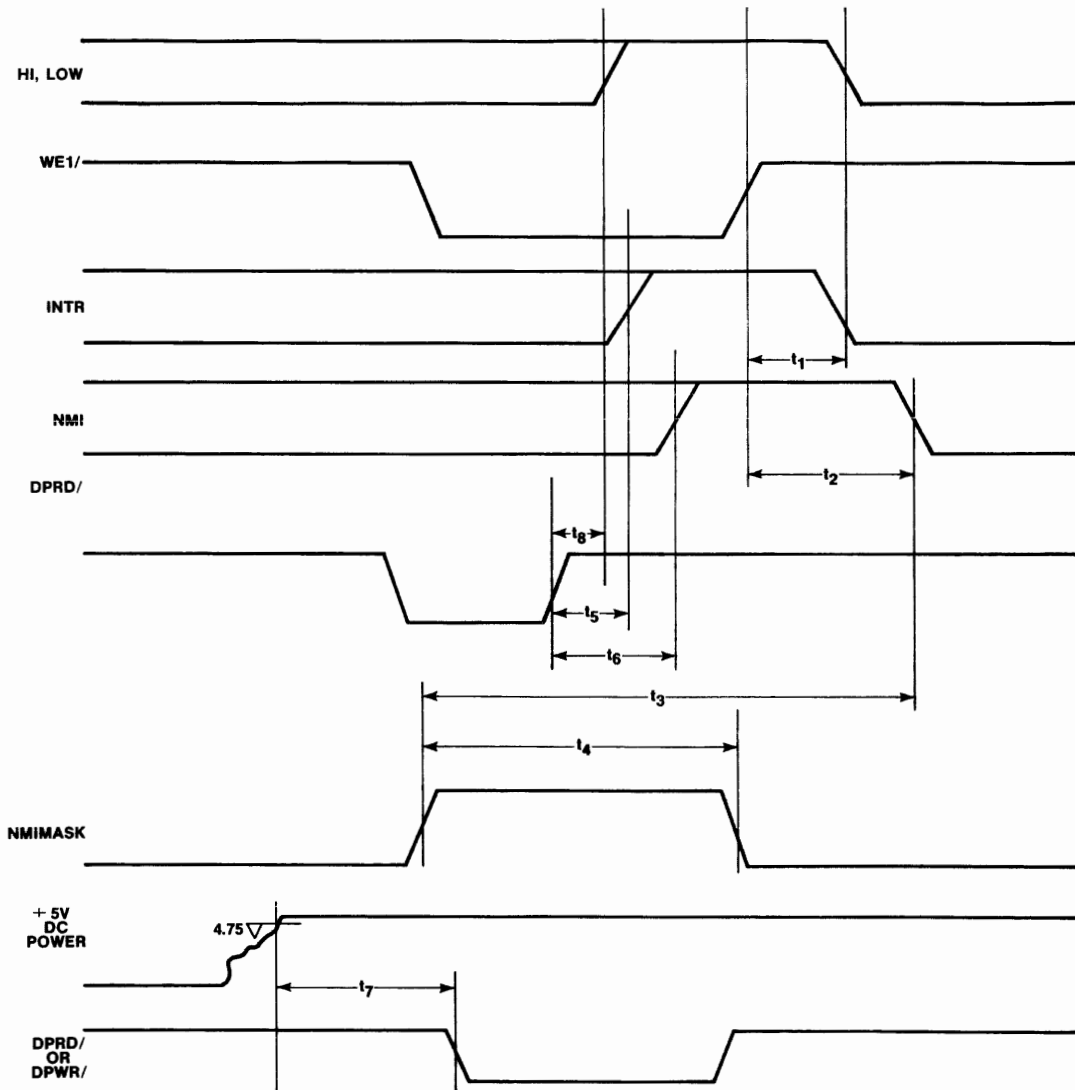 HI, LOW
WE1/
INTR
t1
NMI
t2
DPRD/
t8
t5
t6
t3
t4
NMIMASK
+ 5V
DC
POWER
4.75
t7
DPRD/
OR
DPWR/